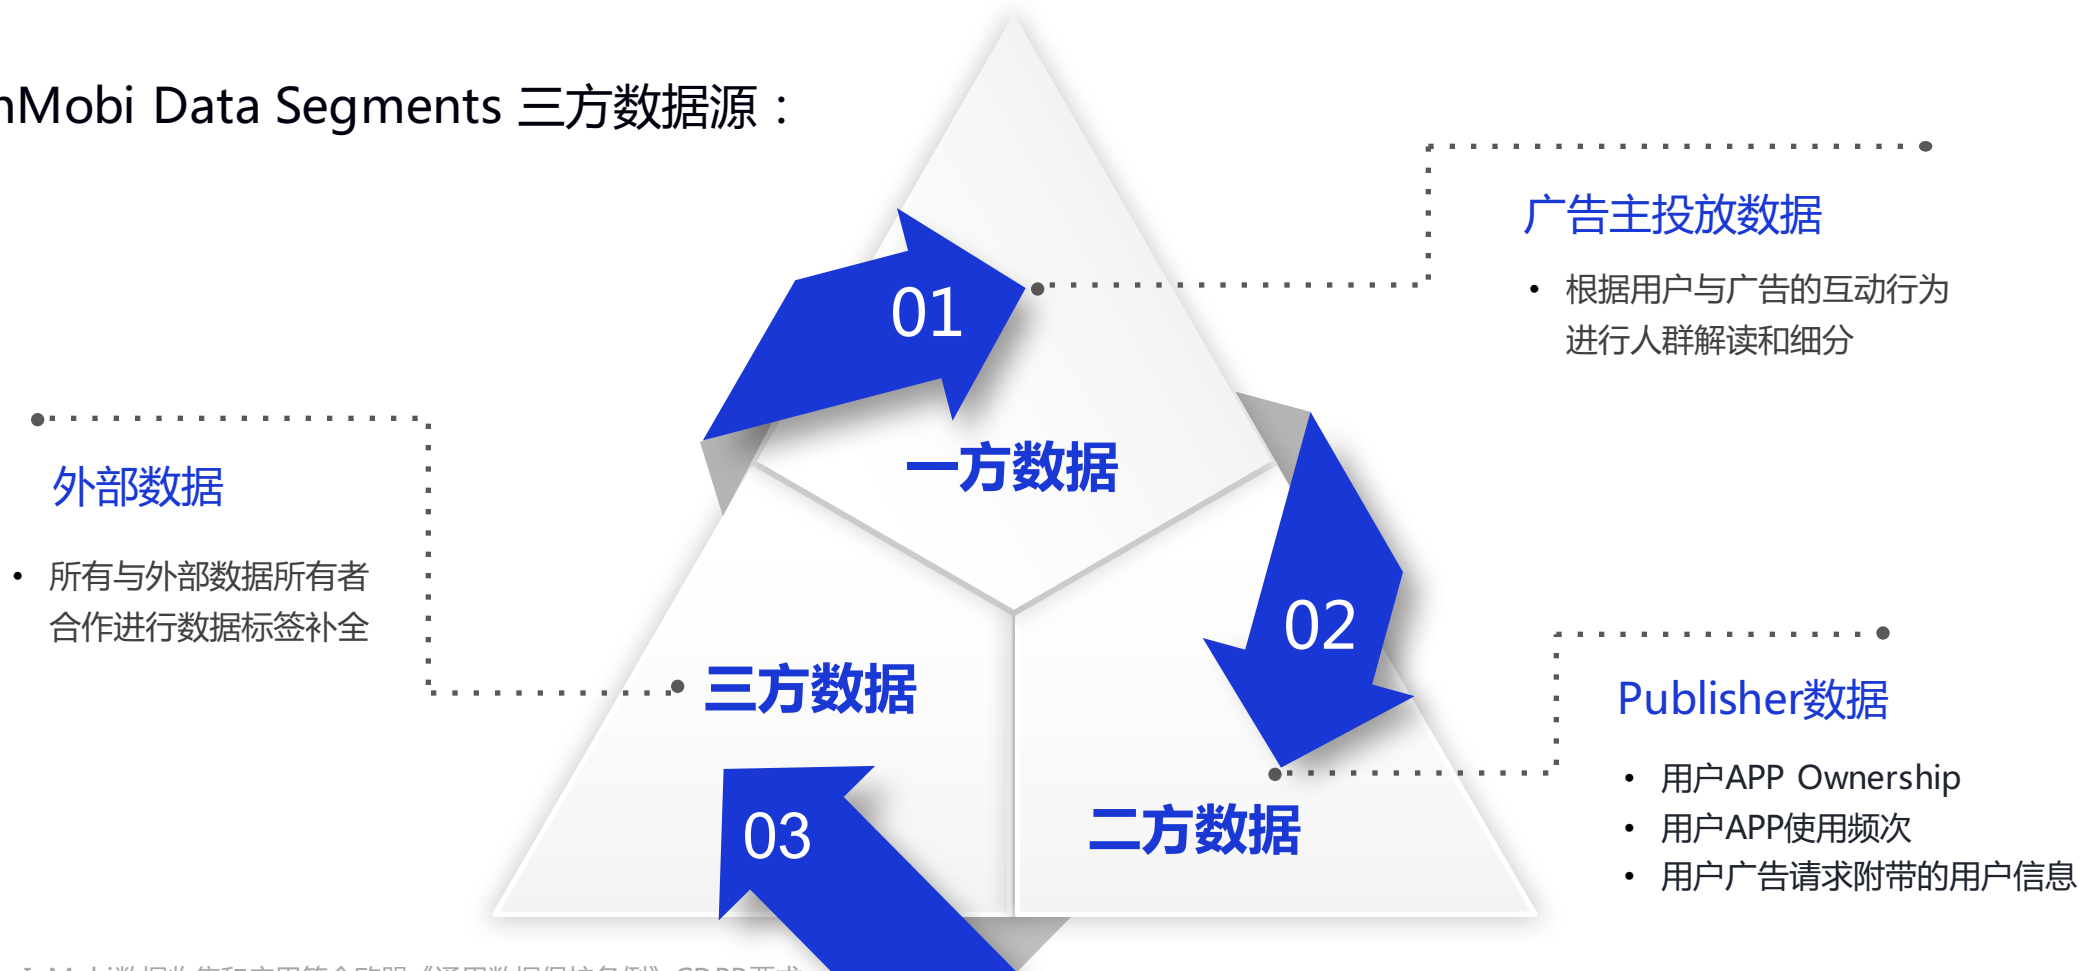 nMobi Data Segments 三方数据源：
广告主投放数据
• 根据用户与广告的互动行为
进行人群解读和细分
01
一方数据
外部数据
• 所有与外部数据所有者
合作进行数据标签补全
02
三方数据
Publisher数据
• 用户APP Ownership
• 用户APP使用频次
• 用户广告请求附带的用户信息
03
二方数据